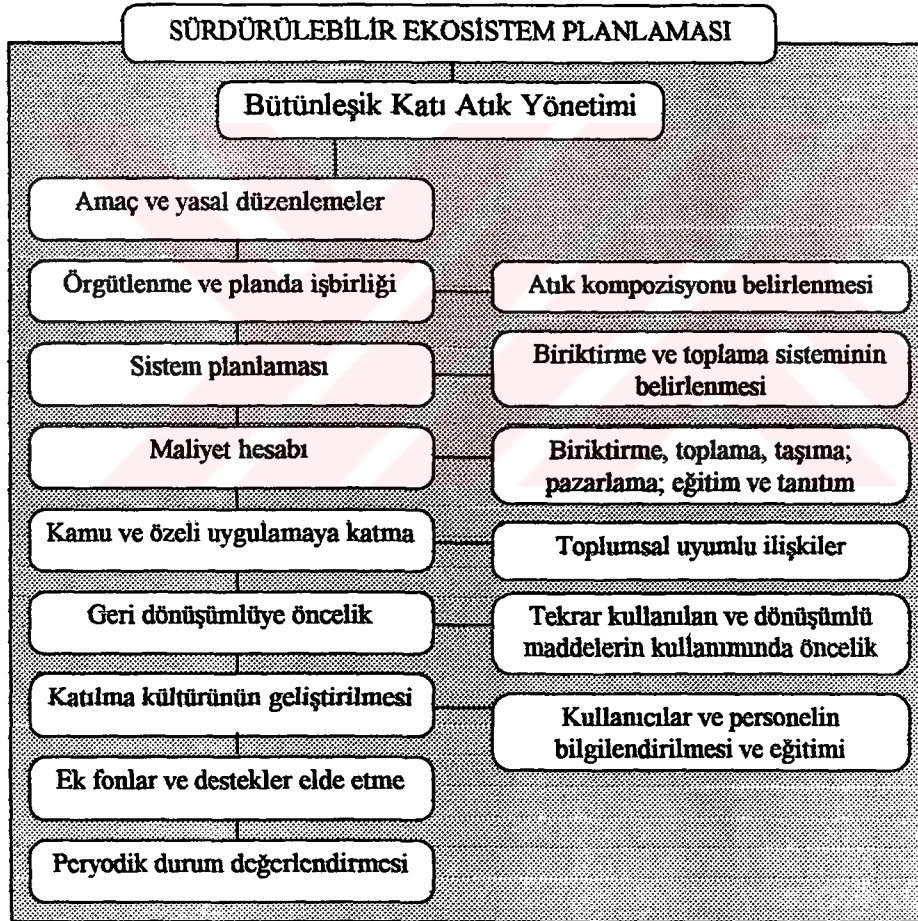 SÜRDÜRÜLEBİLİR EKOSİSTEM PLANLAMASI
Bütünleşik Katı Atık Yönetimi
Amaç ve yasal düzenlemeler
Örgütlenme ve planda işbirliği
Atık kompozisyonu belirlenmesi
Sistem planlaması
Biriktirme ve toplama sisteminin
belirlenmesi
Maliyet hesabı
Biriktirme, toplama, taşıma;
pazarlama; eğitim ve tanıtım
Kamu ve özeli uygulamaya katma
Toplumsal uyumlu ilişkiler
Geri dönüşümlüye öncelik
Tekrar kullanılan ve dönüşümlü
maddelerin kullanımında öncelik
Katılma kültürünün geliştirilmesi
Kullanıcılar ve personelin
bilgilendirilmesi ve eğitimi
Ek fonlar ve destekler elde etme
Peryodik durum değerlendirmesi